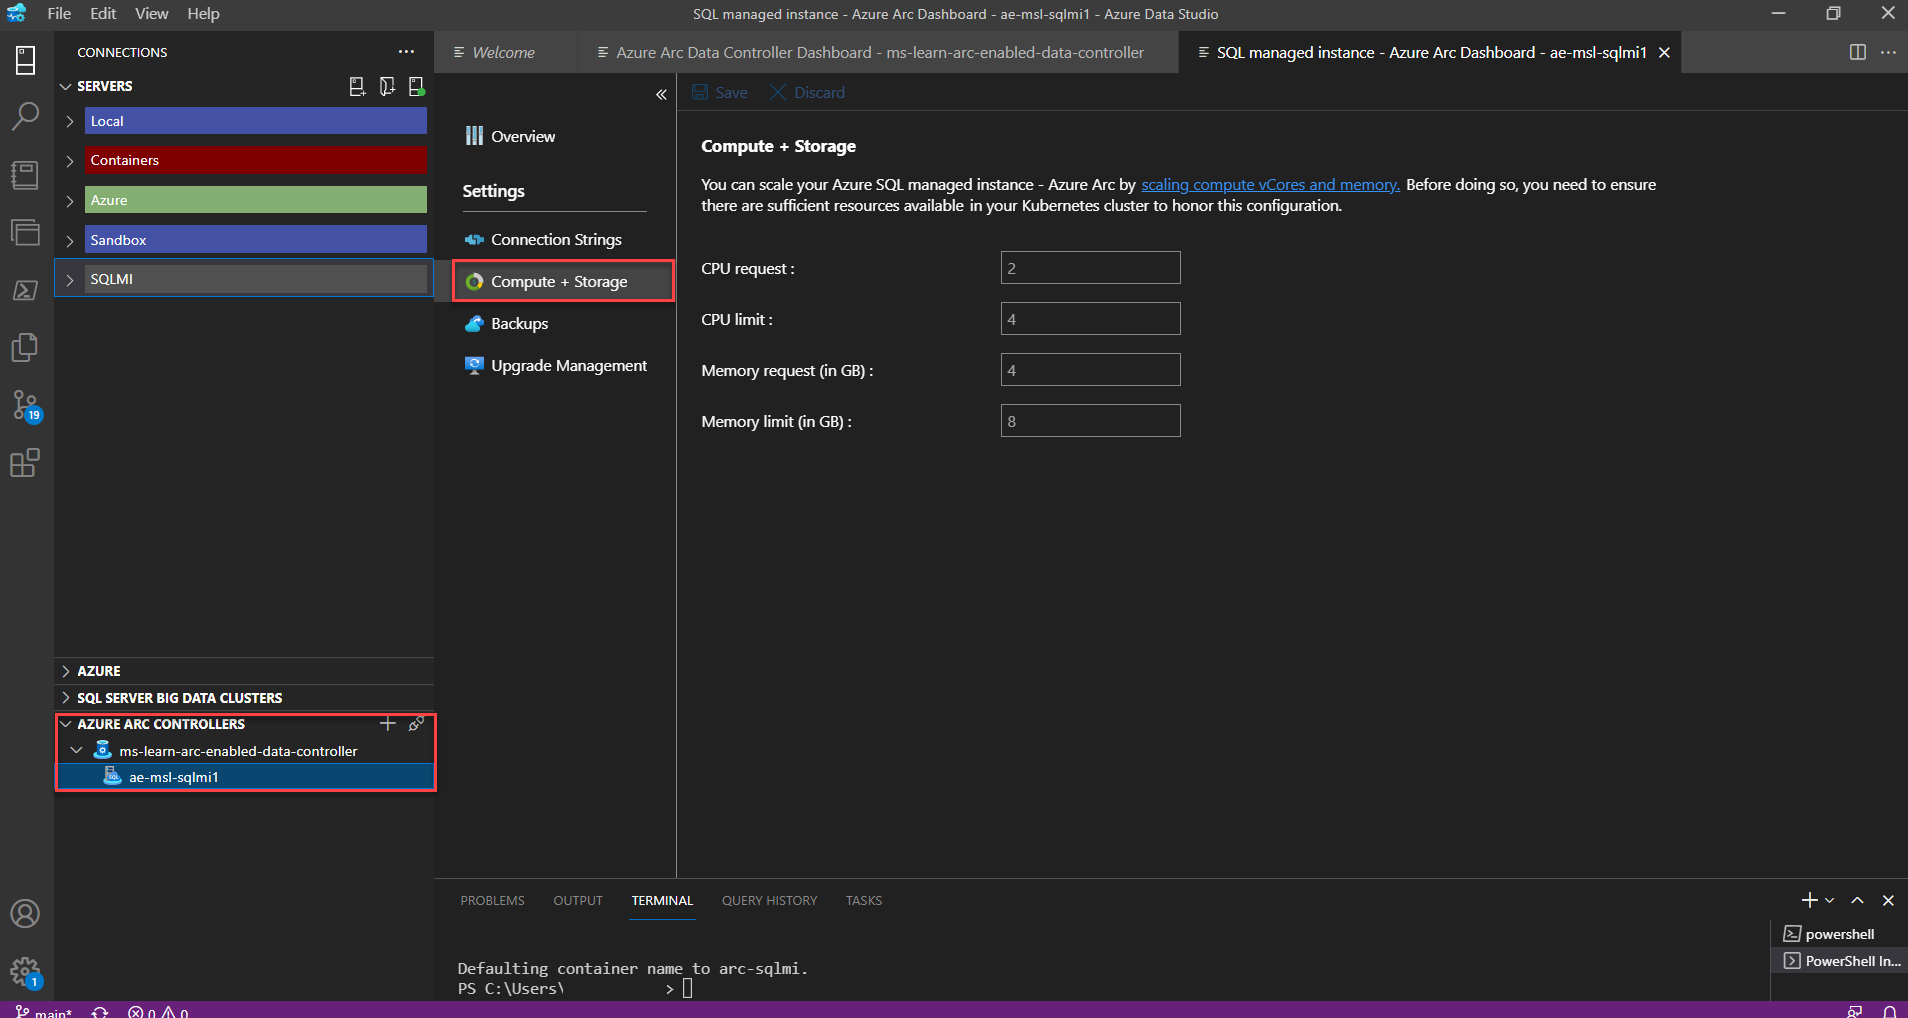 File Edit View Help
SQL managed instance - Azure Arc Dashboard - ae-msl-sqlmi1 - Azure Data Studio
CONNECTIONS
SERVERS
Local
Containers
Azure
Sandbox
SQLMI
AZURE
SQL SERVER BIG DATA CLUSTERS
AZURE ARC CONTROLLERS
ms-learn-arc-enabled-data-controller
ae-msl-sqlmi1
19
1
Welcome
Azure Arc Data Controller Dashboard - ms-learn-arc-enabled-data-controller
SQL managed instance - Azure Arc Dashboard - ae-msl-sqlmi1
Overview
Settings
Connection Strings
Compute + Storage
Backups
Upgrade Management
Save Discard
Compute + Storage
You can scale your Azure SQL managed instance - Azure Arc by scaling compute vCores and memory. Before doing so, you need to ensure
there are sufficient resources available in your Kubernetes cluster to honor this configuration.
CPU request : 2
CPU limit : 4
Memory request (in GB) : 4
Memory limit (in GB) : 8
PROBLEMS OUTPUT TERMINAL QUERY HISTORY TASKS
Defaulting container name to arc-sqlmi.
PS C:\Users\ >
powershell
PowerShell In...
main* 0 0